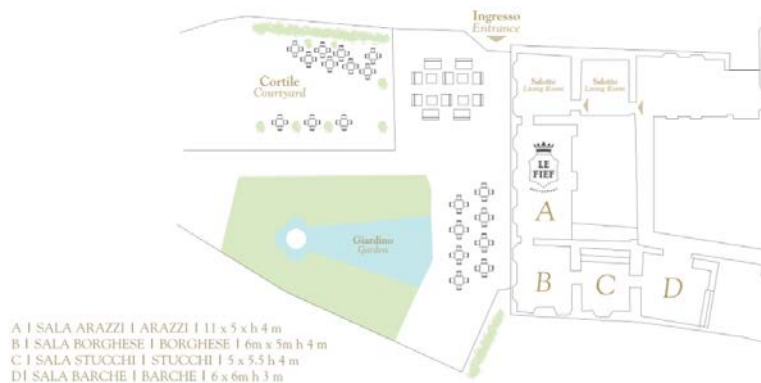 Ingresso
Entrance
Cortile
Courtyard
Salotto
Living Room
Salotto
Living Room
LE
FIEF
A
Giardino
Garden
B
C
D
A | SALA ARAZZI | ARAZZI | 11 x 5 x h 4 m
B | SALA BORGHESE | BORGHESE | 6m x 5m h 4 m
C | SALA STUCCHI | STUCCHI | 5 x 5.5 h 4 m
D| SALA BARCHE | BARCHE | 6 x 6m h 3 m